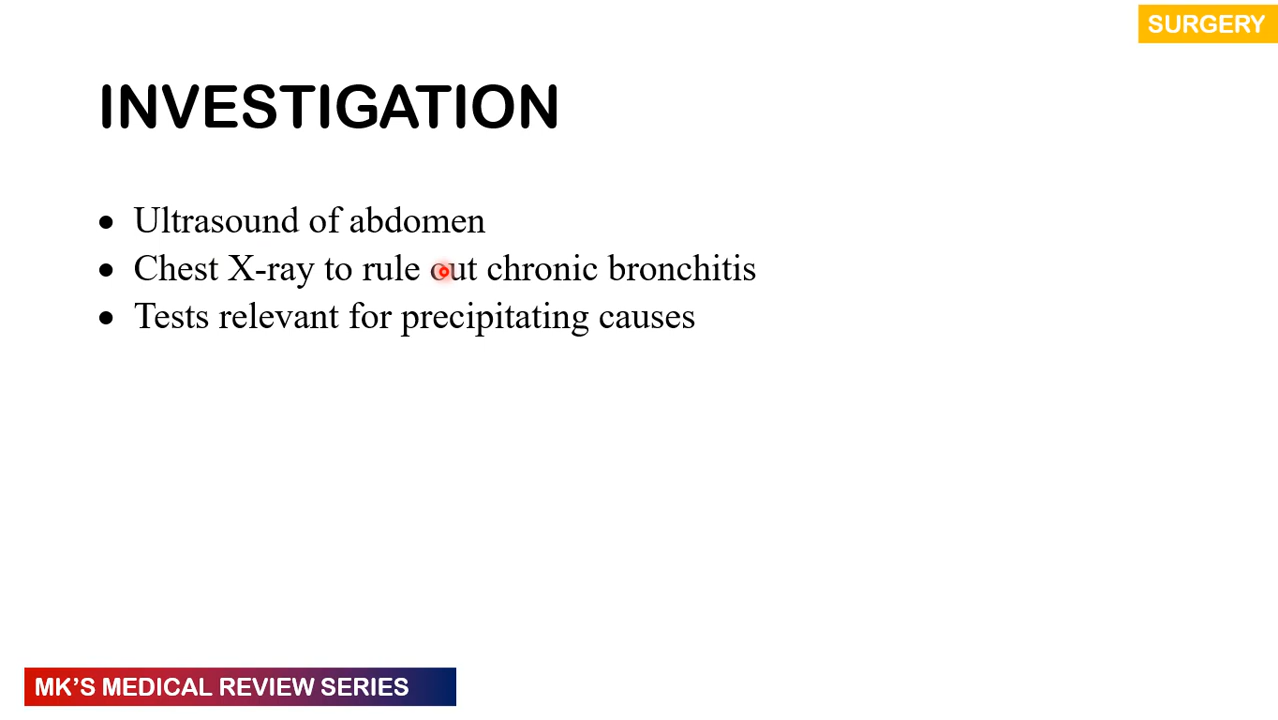 SURGERY
INVESTIGATION
• Ultrasound of abdomen
• Chest X-ray to rule out chronic bronchitis
• Tests relevant for precipitating causes
MK’S MEDICAL REVIEW SERIES